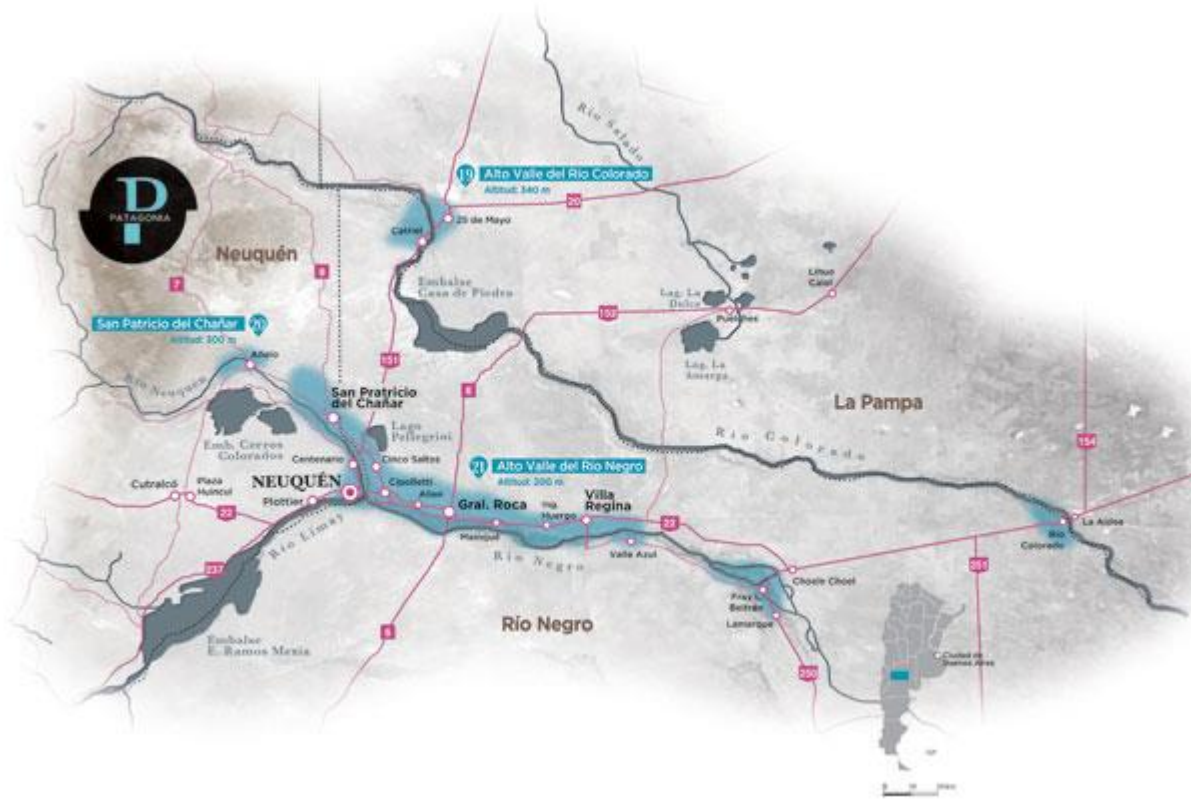 P
PATAGONIA
Neuquén
7
6
19
Alto Valle del Río Colorado
Altitud: 340 m
20
25 de Mayo
Catriel
Río Salado
Embalse
Casa de Piedra
Lihué
Calel
Lag. La
Dulce
Puelches
Lag. La
Amarga
152
San Patricio del Chañar
20
Altitud: 300 m
Añelo
Río Neuquén
151
6
San Pratricio
del Chañar
Lago
Pellegrini
Emb. Cerros
Colorados
La Pampa
Río Colorado
154
Centenario
Cinco Saltos
21
Alto Valle del Río Negro
Cutralcó
Plaza
Huincul
NEUQUÉN
Plottier
Cipolletti
Allen
Gral. Roca
Ing.
Huergo
Villa
Regina
22
22
Mainqué
Valle Azul
Río Negro
Río Limay
237
La Adela
Río
Colorado
251
Choele Choel
Fray L.
Beltrán
Lamarque
250
Río Negro
6
Embalse
E. Ramos Mexia
Ciudad de
Buenos Aires